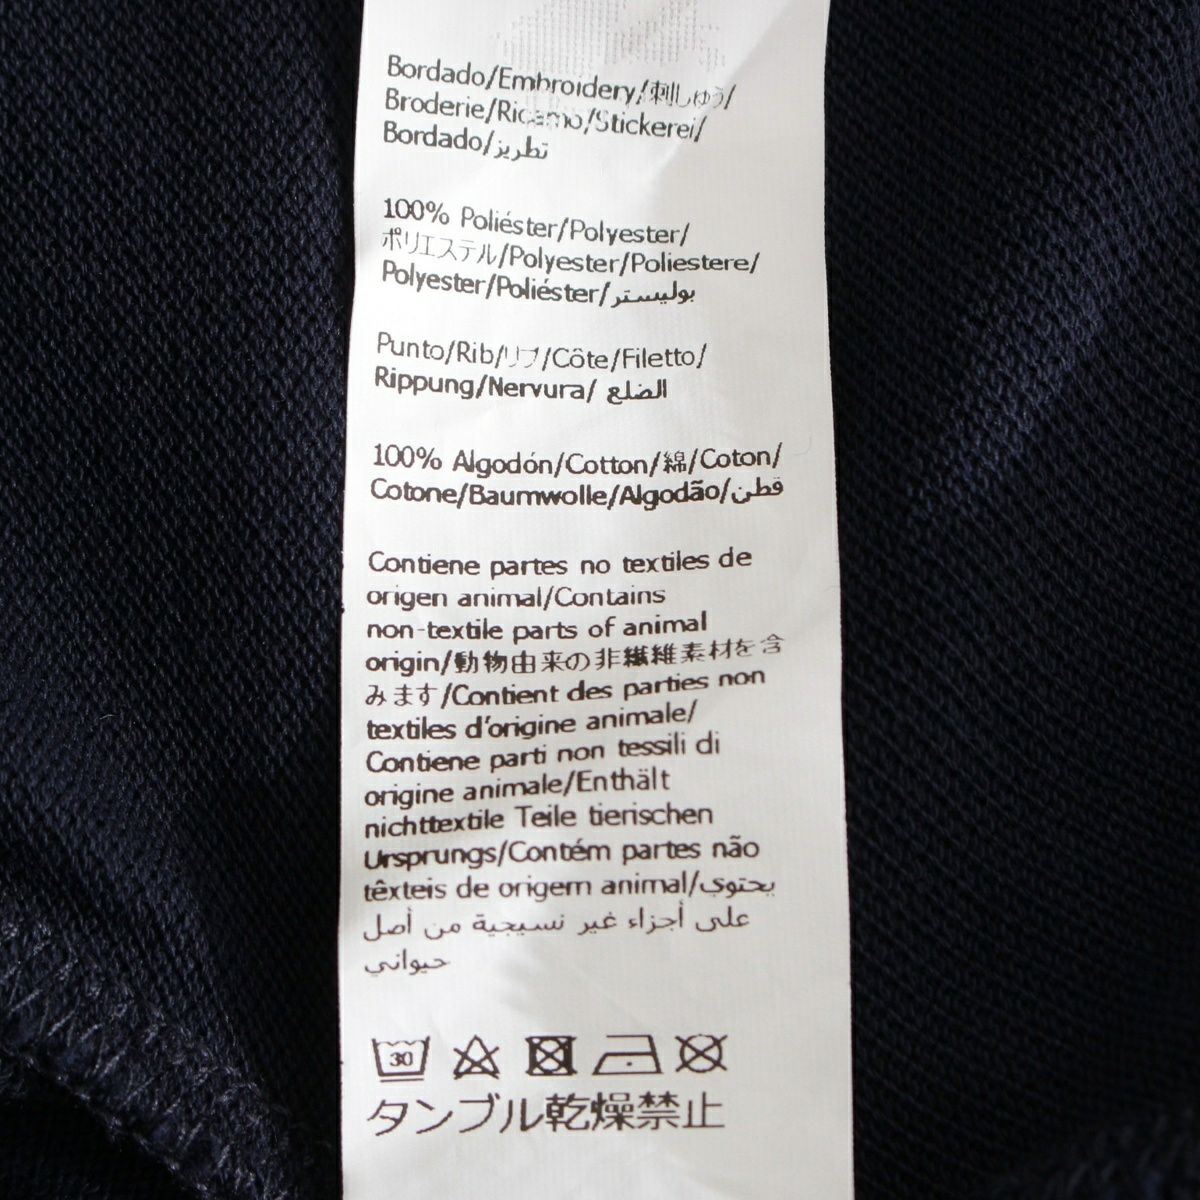 Bordado/Embroidery/刺しゅう/
Broderie/Ricamo/Stickerei/
Bordado/تطريز
100% Poliéster/Polyester/
ポリエステル/Polyester/Poliestere/
Polyester/Poliéster/بوليستر
Punto/Rib/リブ/Côte/Filetto/
Rippung/Nervura/ الضلع
100% Algodón/Cotton/綿/Coton/
Cotone/Baumwolle/Algodão/قطن
Contiene partes no textiles de
origen animal/Contains
non-textile parts of animal
origin/動物由来の非繊維素材を含
みます/Contient des parties non
textiles d'origine animale/
Contiene parti non tessili di
origine animale/Enthält
nichttextile Teile tierischen
Ursprungs/Contém partes não
têxteis de origem animal/يحتوي
على أجزاء غير نسيجية من أصل
حيواني
30
タンブル乾燥禁止